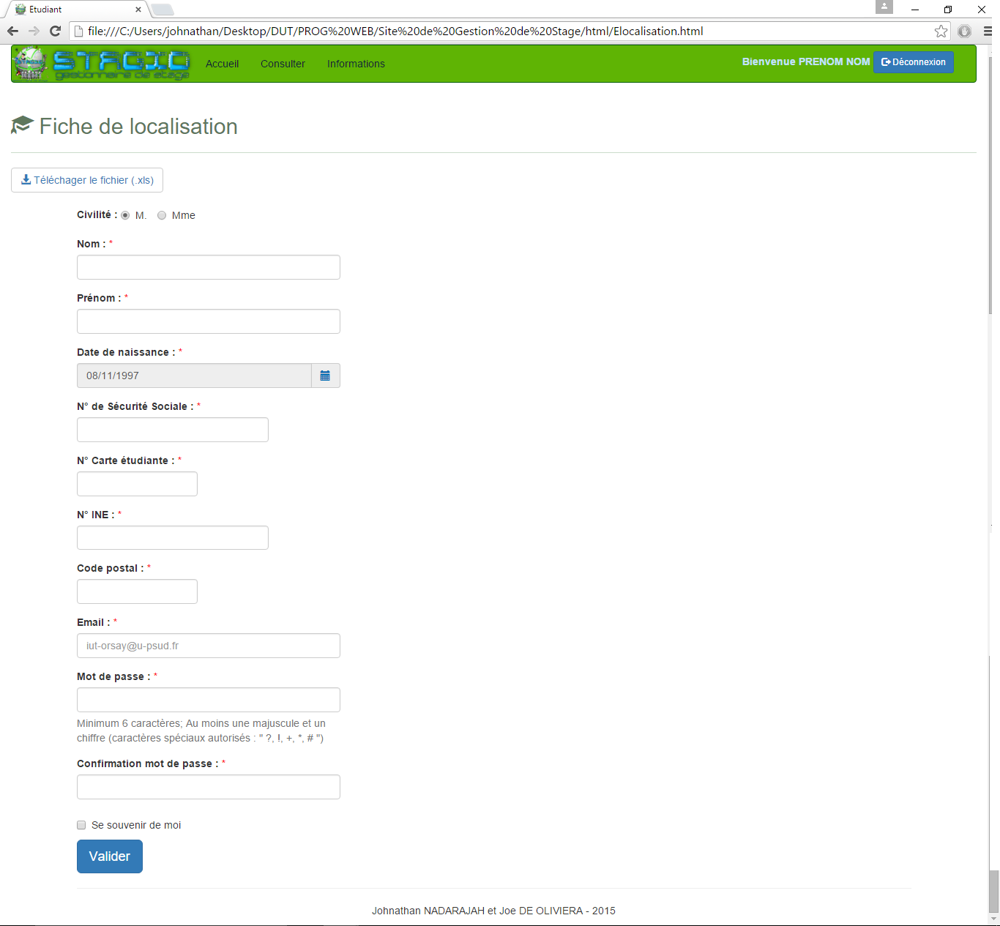 Etudiant
file:///C:/Users/johnathan/Desktop/DUT/PROG%20WEB/Site%20de%20Gestion%20de%20Stage/html/Elocalisation.html
STAGIO
gestionnaire de stage
Accueil Consulter Informations
Bienvenue PRENOM NOM Déconnexion
Fiche de localisation
Téléchager le fichier (.xls)
Civilité : M. Mme
Nom : *
Prénom : *
Date de naissance : *
08/11/1997
N° de Sécurité Sociale : *
N° Carte étudiante : *
N° INE : *
Code postal : *
Email : *
iut-orsay@u-psud.fr
Mot de passe : *
Minimum 6 caractères; Au moins une majuscule et un
chiffre (caractères spéciaux autorisés : " ?, !, +, *, # ")
Confirmation mot de passe : *
Se souvenir de moi
Valider
Johnathan NADARAJAH et Joe DE OLIVIERA - 2015